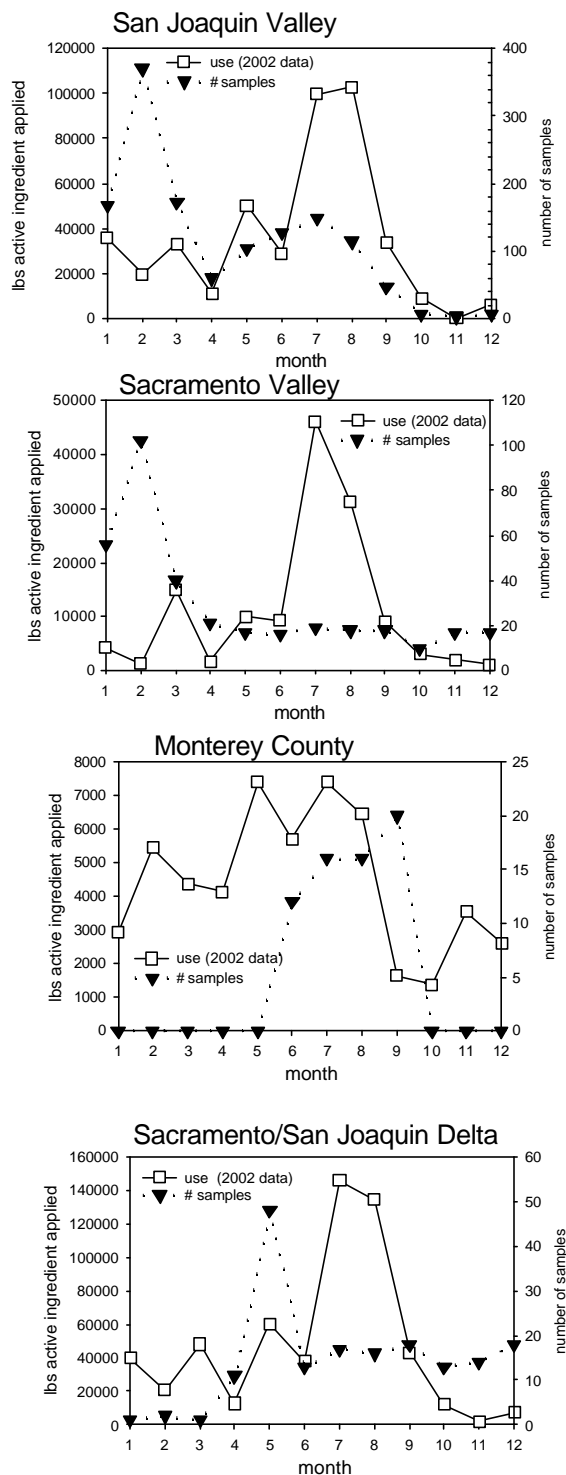 San Joaquin Valley
use (2002 data)
# samples
120000
100000
80000
60000
40000
20000
0
400
300
200
100
0
lbs active ingredient applied
number of samples
1 2 3 4 5 6 7 8 9 10 11 12
month
Sacramento Valley
use (2002 data)
# samples
50000
40000
30000
20000
10000
0
120
100
80
60
40
20
0
lbs active ingredient applied
number of samples
1 2 3 4 5 6 7 8 9 10 11 12
month
Monterey County
8000
7000
6000
5000
4000
3000
2000
1000
0
25
20
15
10
5
0
use (2002 data)
# samples
lbs active ingredient applied
number of samples
1 2 3 4 5 6 7 8 9 10 11 12
month
Sacramento/San Joaquin Delta
use (2002 data)
# samples
160000
140000
120000
100000
80000
60000
40000
20000
0
60
50
40
30
20
10
0
lbs active ingredient applied
number of samples
1 2 3 4 5 6 7 8 9 10 11 12
month